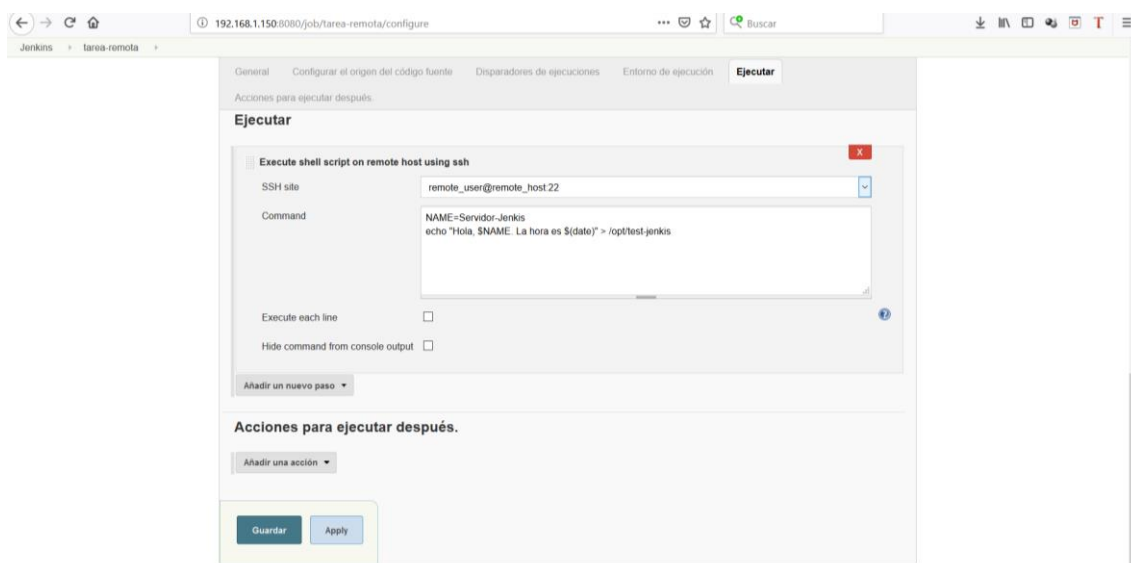 192.168.1.150:8080/job/tarea-remota/configure
Buscar
Jenkins tarea-remota
General Configurar el origen del código fuente Disparadores de ejecuciones Entorno de ejecución Ejecutar
Acciones para ejecutar después.
Ejecutar
X
Execute shell script on remote host using ssh
SSH site remote_user@remote_host:22
Command NAME=Servidor-Jenkis
echo "Hola, $NAME. La hora es $(date)" > /opt/test-jenkis
Execute each line
Hide command from console output
Añadir un nuevo paso
Acciones para ejecutar después.
Añadir una acción
Guardar Apply